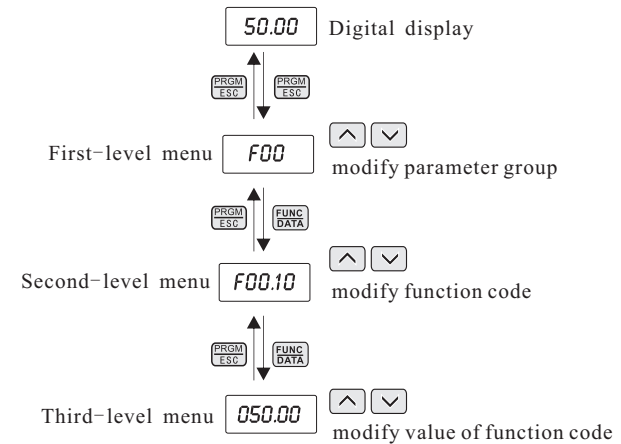 50.00 Digital display
PRGM
ESC
PRGM
ESC
First-level menu F00
modify parameter group
PRGM
ESC
FUNC
DATA
Second-level menu F00.10
modify function code
PRGM
ESC
FUNC
DATA
Third-level menu 050.00
modify value of function code